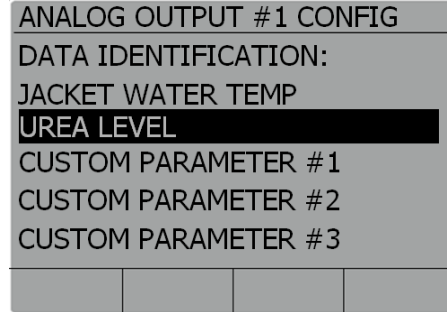 ANALOG OUTPUT #1 CONFIG
DATA IDENTIFICATION:
JACKET WATER TEMP
UREA LEVEL
CUSTOM PARAMETER #1
CUSTOM PARAMETER #2
CUSTOM PARAMETER #3